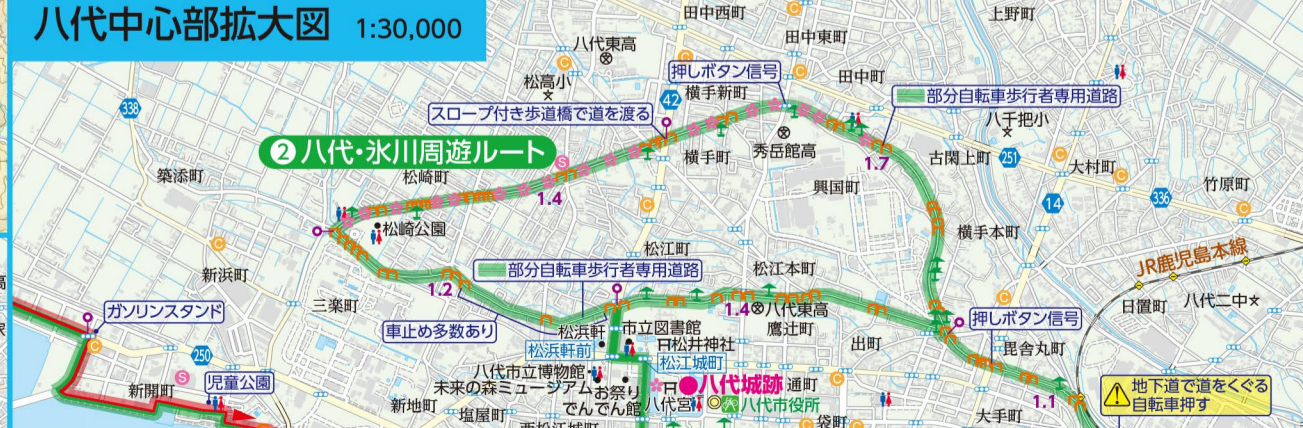 八代中心部拡大図 1:30,000
田中西町
上野町
八代東高
田中東町
松高小
押しボタン信号
田中町
338
42
横手新町
部分自転車歩行者専用道路
スロープ付き歩道橋で道を渡る
八千把小
② 八代・氷川周遊ルート
横手町
秀岳館高
1.7
古閑上町
251
大村町
築添町
松崎町
S
1.4
興国町
竹原町
336
14
松崎公園
横手本町
松江町
JR鹿児島本線
新浜町
部分自転車歩行者専用道路
松江本町
1.2
三楽町
日置町
八代二中
ガソリンスタンド
1.4
八代東高
車止め多数あり
松浜軒
市立図書館
鷹辻町
押しボタン信号
松浜軒前
松井神社
出町
毘舎丸町
250
松江城町
八代市立博物館
未来の森ミュージアム
S
新開町
児童公園
お祭り
でんでん館
八代城跡
通町
地下道で道をくぐる
自転車押す
新地町
塩屋町
八代宮
八代市役所
1.1
袋町
大手町
西松江城町